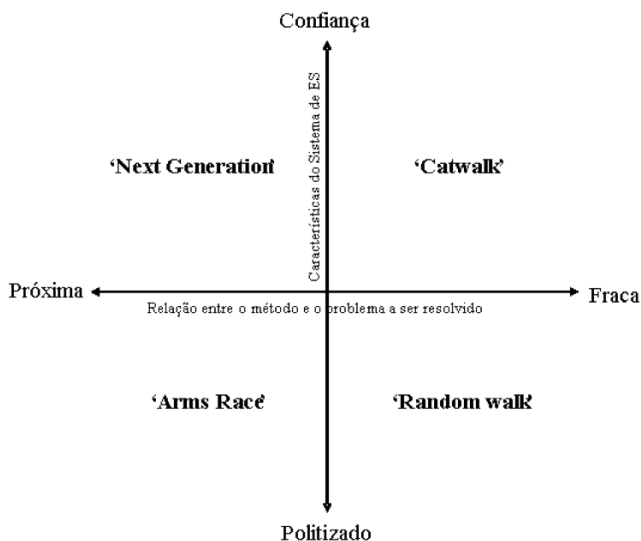 Confiança
Características do Sistema de ES
‘Next Generation’
‘Catwalk’
Próxima
Fraca
Relação entre o método e o problema a ser resolvido
‘Arms Race’
‘Random walk’
Politizado